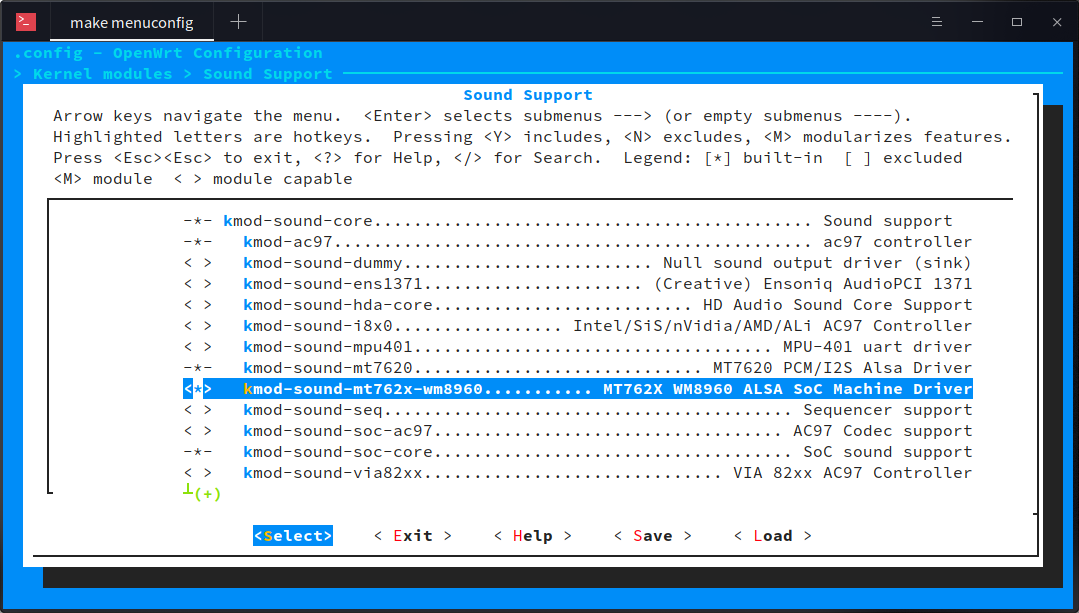 make menuconfig
.config - OpenWrt Configuration
> Kernel modules > Sound Support
Sound Support
Arrow keys navigate the menu.  <Enter> selects submenus ---> (or empty submenus ----).
Highlighted letters are hotkeys.  Pressing <Y> includes, <N> excludes, <M> modularizes features.
Press <Esc><Esc> to exit, <?> for Help, </> for Search.  Legend: [*] built-in  [ ] excluded
<M> module  < > module capable
-*- kmod-sound-core............................................ Sound support
-*-   kmod-ac97................................................ ac97 controller
< >   kmod-sound-dummy......................... Null sound output driver (sink)
< >   kmod-sound-ens1371...................... (Creative) Ensoniq AudioPCI 1371
< >   kmod-sound-hda-core.......................... HD Audio Sound Core Support
< >   kmod-sound-i8x0................. Intel/SiS/nVidia/AMD/ALi AC97 Controller
< >   kmod-sound-mpu401.................................... MPU-401 uart driver
-*-   kmod-sound-mt7620............................. MT7620 PCM/I2S Alsa Driver
<*>   kmod-sound-mt762x-wm8960........... MT762X WM8960 ALSA SoC Machine Driver
< >   kmod-sound-seq......................................... Sequencer support
< >   kmod-sound-soc-ac97................................... AC97 Codec support
-*-   kmod-sound-soc-core.................................... SoC sound support
< >   kmod-sound-via82xx.............................. VIA 82xx AC97 Controller
┴(+)
<Select>    < Exit >    < Help >    < Save >    < Load >